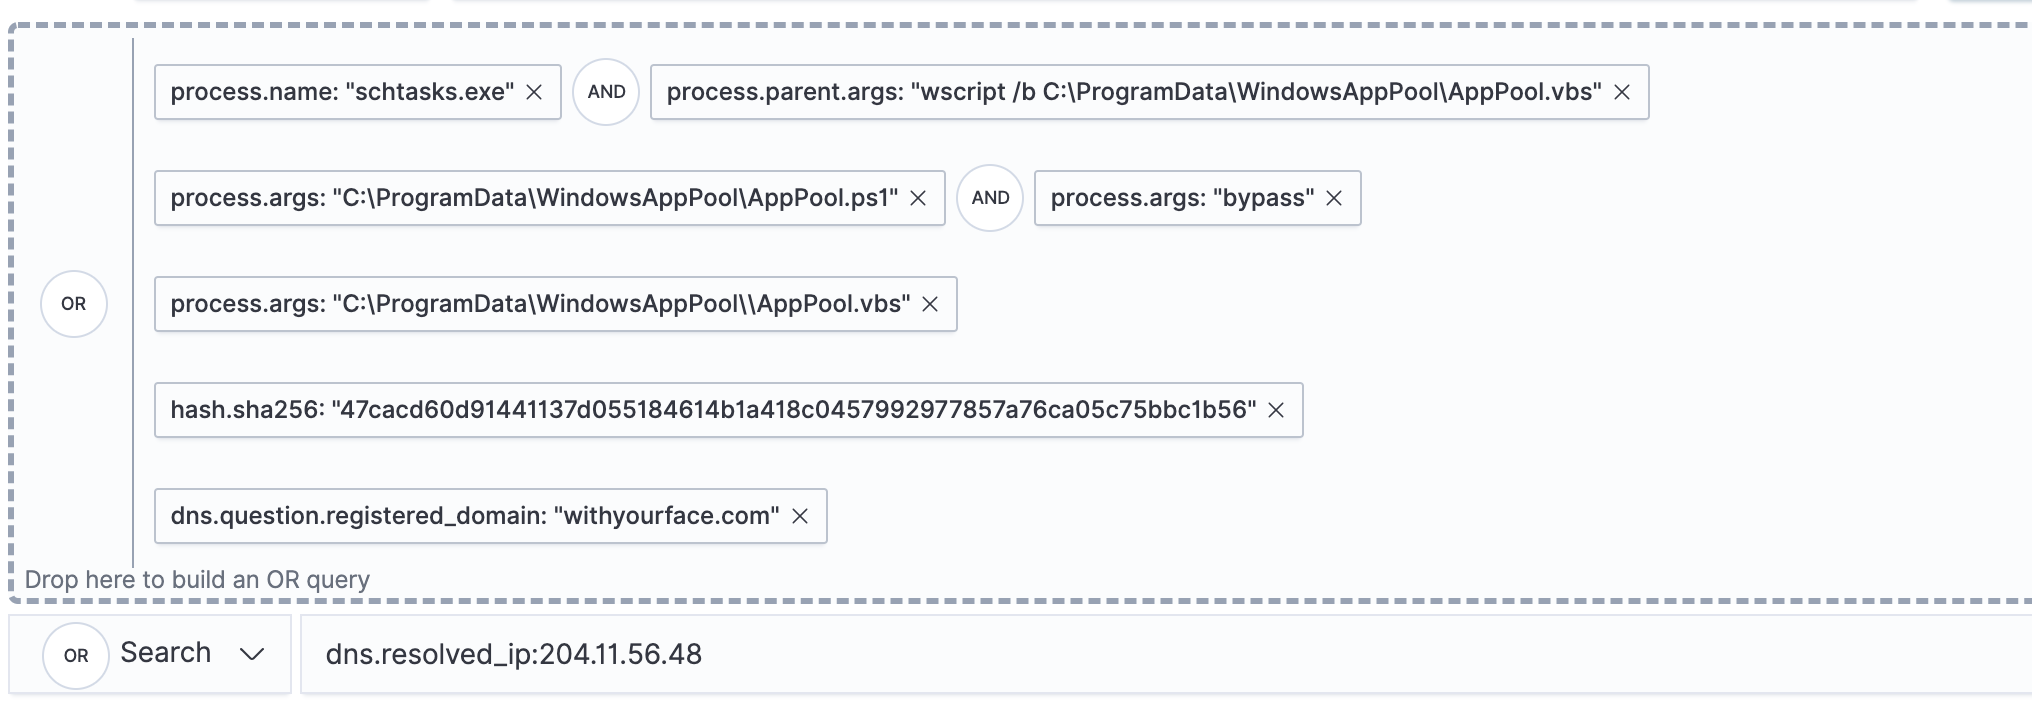 process.name: "schtasks.exe" × AND process.parent.args: "wscript /b C:\ProgramData\WindowsAppPool\AppPool.vbs" ×
process.args: "C:\ProgramData\WindowsAppPool\AppPool.ps1" × AND process.args: "bypass" ×
OR process.args: "C:\ProgramData\WindowsAppPool\\AppPool.vbs" ×
hash.sha256: "47cacd60d91441137d055184614b1a418c0457992977857a76ca05c75bbc1b56" ×
dns.question.registered_domain: "withyourface.com" ×
Drop here to build an OR query
OR Search dns.resolved_ip:204.11.56.48